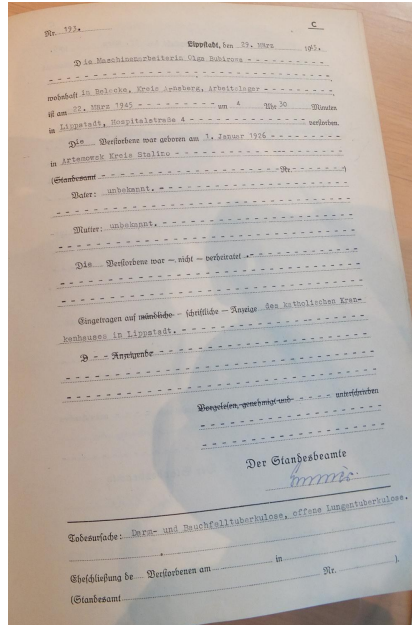 Nr. 193.
C
Lippstadt, den 29. März 1945.
Die Maschinenarbeiterin Olga Bubirowa
wohnhaft in Belecke, Kreis Arnsberg, Arbeitslager
ist am 22. März 1945 um Uhr 30 Minuten
in Lippstadt, Hospitalstraße 4 verstorben.
Die Verstorbene war geboren am 1. Januar 1926
in Artemowsk Kreis Stalino
(Standesamt Nr. )
Vater: unbekannt.
Mutter: unbekannt.
Die Verstorbene war – nicht – verheiratet
Eingetragen auf mündliche – schriftliche – Anzeige des katholischen Kran-
kenhauses in Lippstadt.
D Anzeigende
Vorgelesen, genehmigt und unterschrieben
Der Standesbeamte
Todesursache: Darm- und Bauchfelltuberkulose, offene Lungentuberkulose.
Eheschließung de Verstorbenen am in
(Standesamt Nr. ).